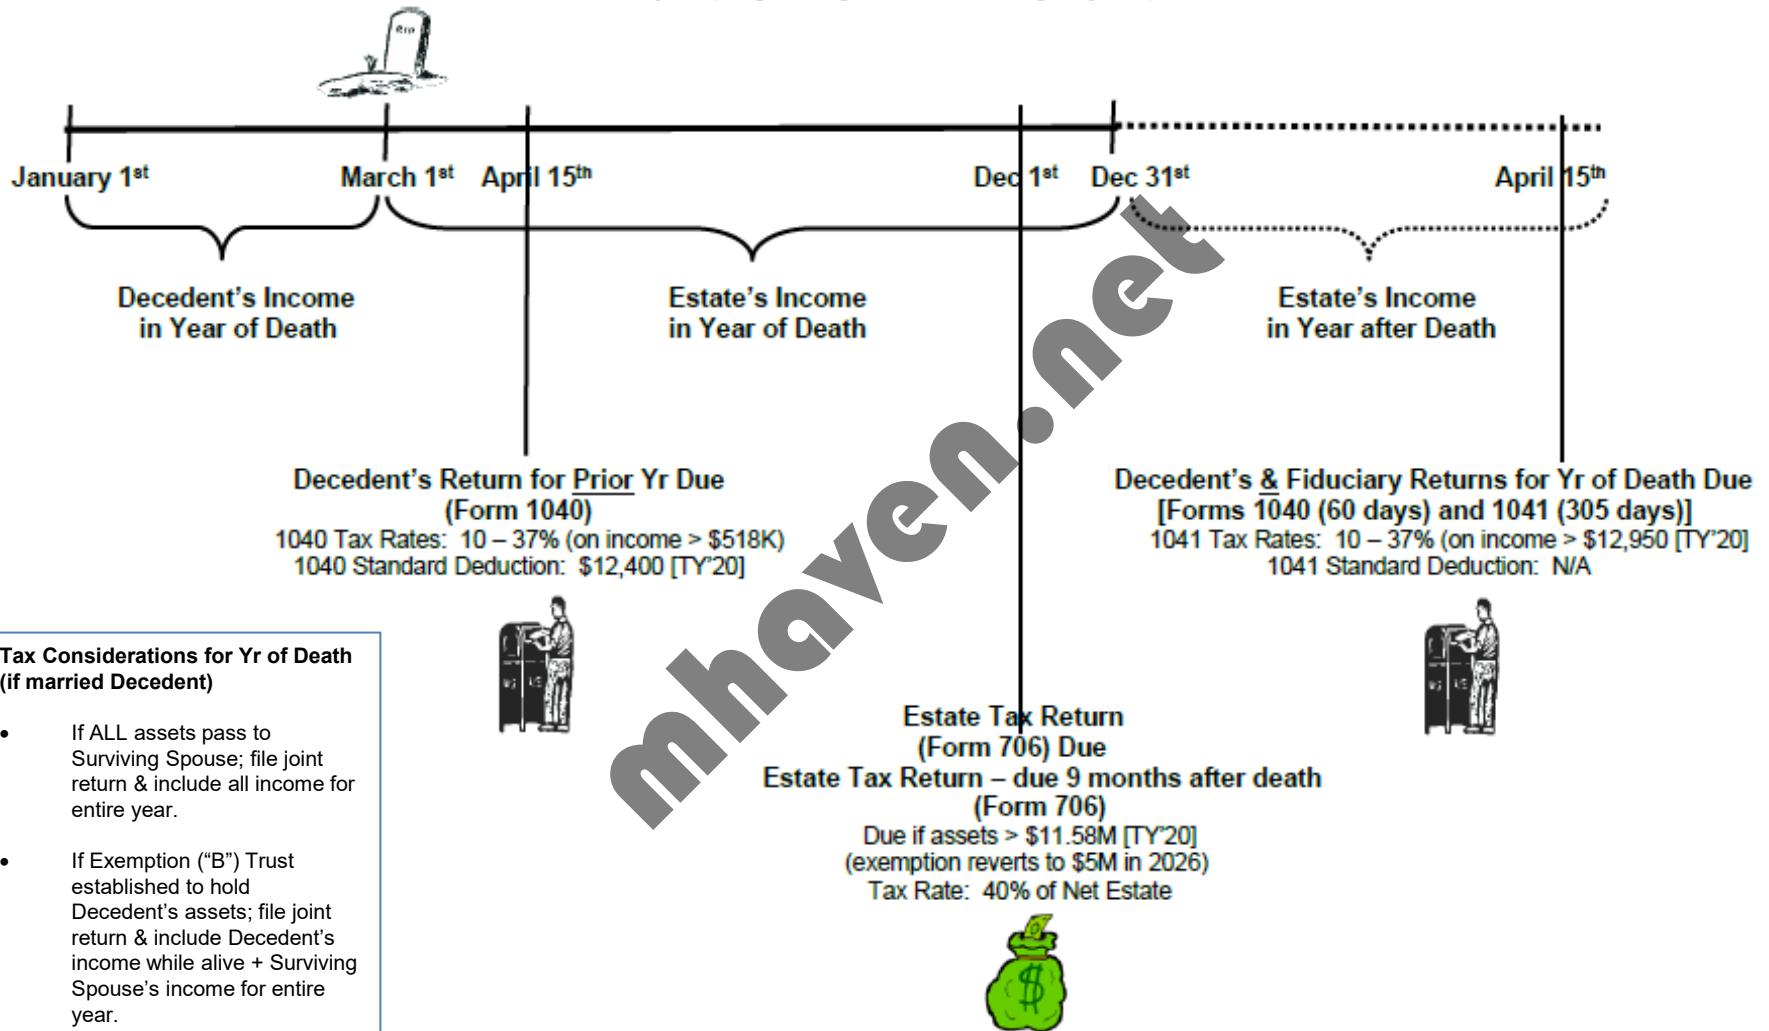 RIP
January 1st
March 1st
April 15th
Dec 1st
Dec 31st
April 15th
Decedent's Income
in Year of Death
Estate's Income
in Year of Death
Estate's Income
in Year after Death
Decedent's Return for Prior Yr Due
(Form 1040)
1040 Tax Rates: 10 – 37% (on income > $518K)
1040 Standard Deduction: $12,400 [TY'20]
Decedent's & Fiduciary Returns for Yr of Death Due
[Forms 1040 (60 days) and 1041 (305 days)]
1041 Tax Rates: 10 – 37% (on income > $12,950 [TY'20]
1041 Standard Deduction: N/A
Estate Tax Return
(Form 706) Due
Estate Tax Return – due 9 months after death
(Form 706)
Due if assets > $11.58M [TY'20]
(exemption reverts to $5M in 2026)
Tax Rate: 40% of Net Estate
$
Tax Considerations for Yr of Death
(if married Decedent)
• If ALL assets pass to
Surviving Spouse; file joint
return & include all income for
entire year.
• If Exemption ("B") Trust
established to hold
Decedent's assets; file joint
return & include Decedent's
income while alive + Surviving
Spouse's income for entire
year.
mhaven.net